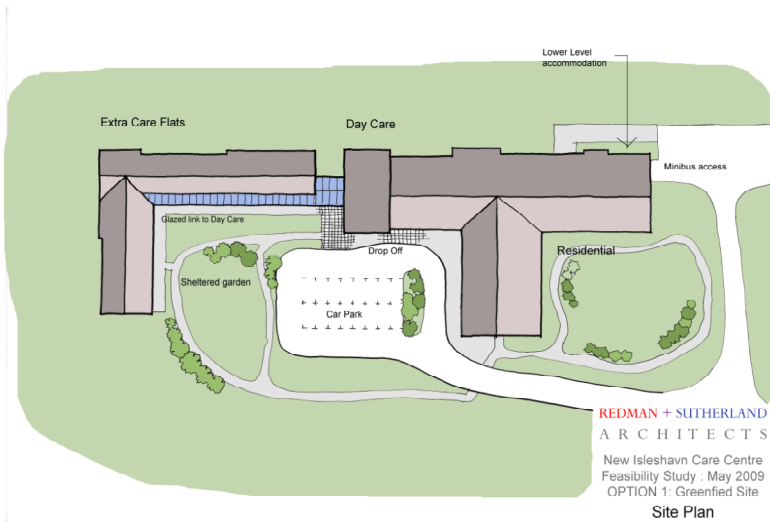 Lower Level
accommodation
Extra Care Flats
Day Care
Minibus access
Glazed link to Day Care
Drop Off
Residential
Sheltered garden
Car Park
REDMAN + SUTHERLAND
ARCHITECTS
New Isleshavn Care Centre
Feasibility Study : May 2009
OPTION 1: Greenfied Site
Site Plan